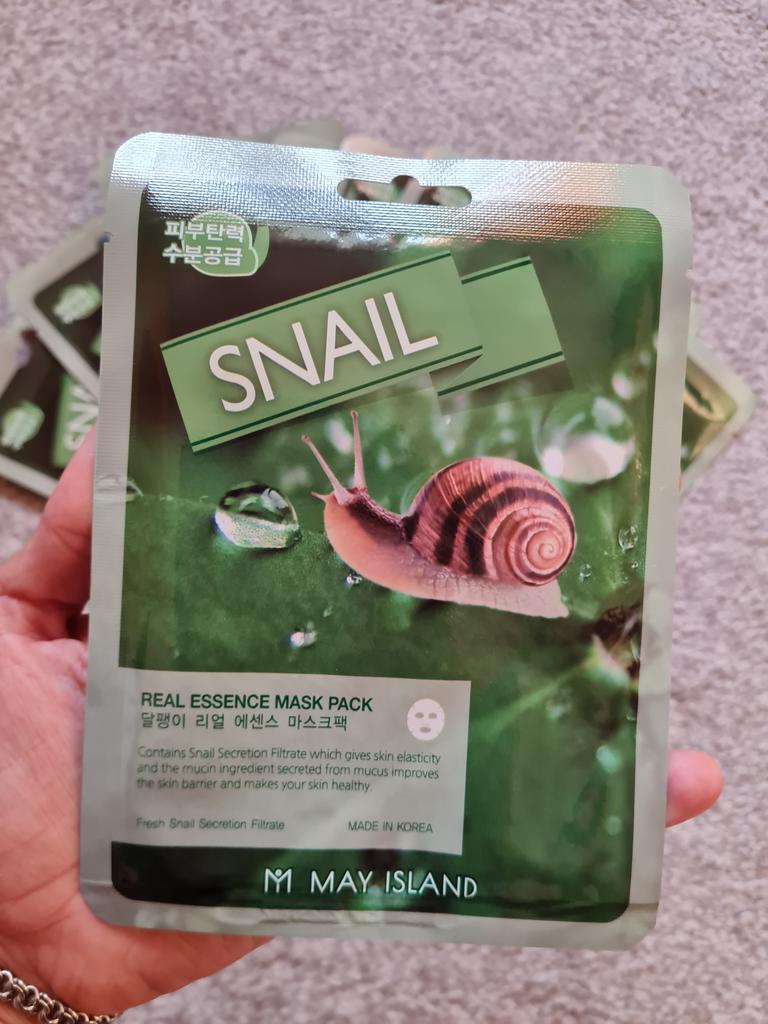 피부탄력
수분공급
SNAIL
REAL ESSENCE MASK PACK
달팽이 리얼 에센스 마스크팩
Contains Snail Secretion Filtrate which gives skin elasticity
and the mucin ingredient secreted from mucus improves
the skin barrier and makes your skin healthy.
Fresh Snail Secretion Filtrate
MADE IN KOREA
MAY ISLAND